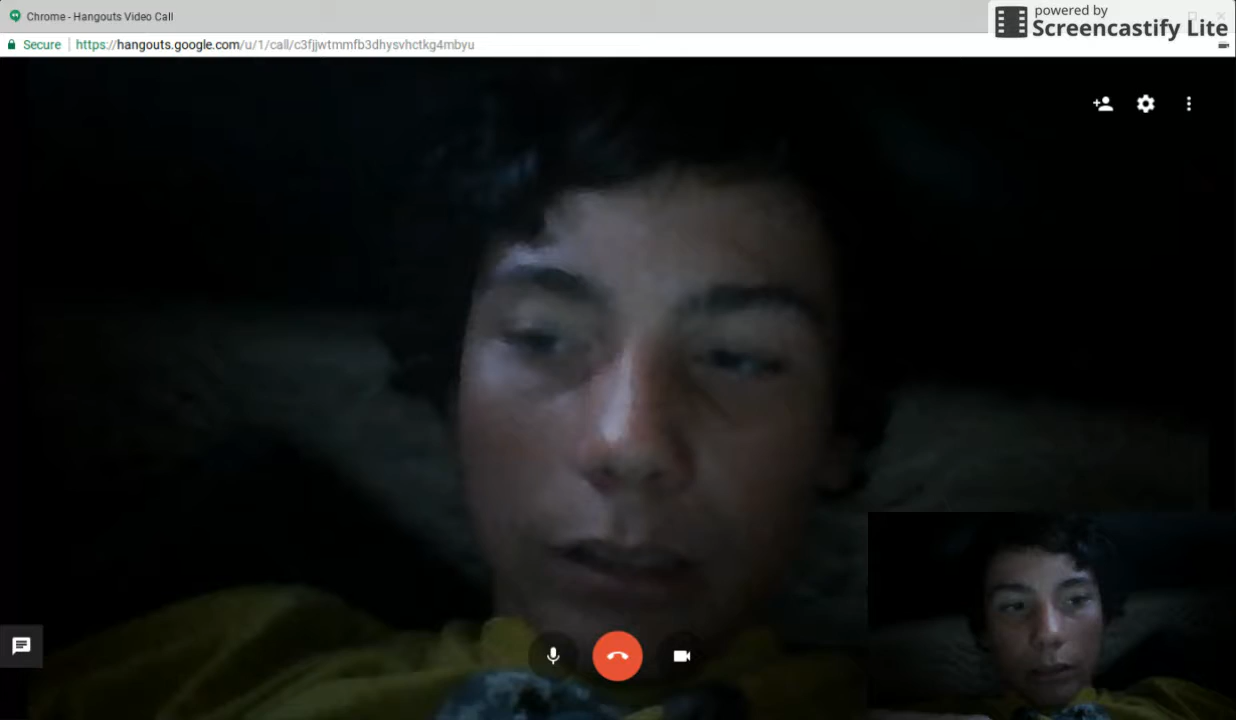 Chrome - Hangouts Video Call
powered by
Screencastify Lite
Secure https://hangouts.google.com/u/1/call/c3fjjwtmmfb3dhysvhctkg4mbyu